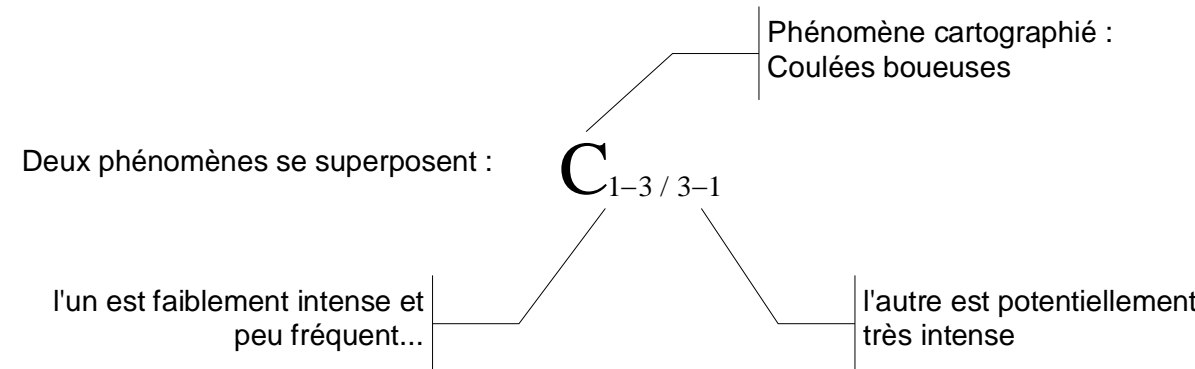 Phénomène cartographié :
Coulées boueuses
Deux phénomènes se superposent :
C1–3 / 3–1
l'un est faiblement intense et
peu fréquent...
l'autre est potentiellement
très intense